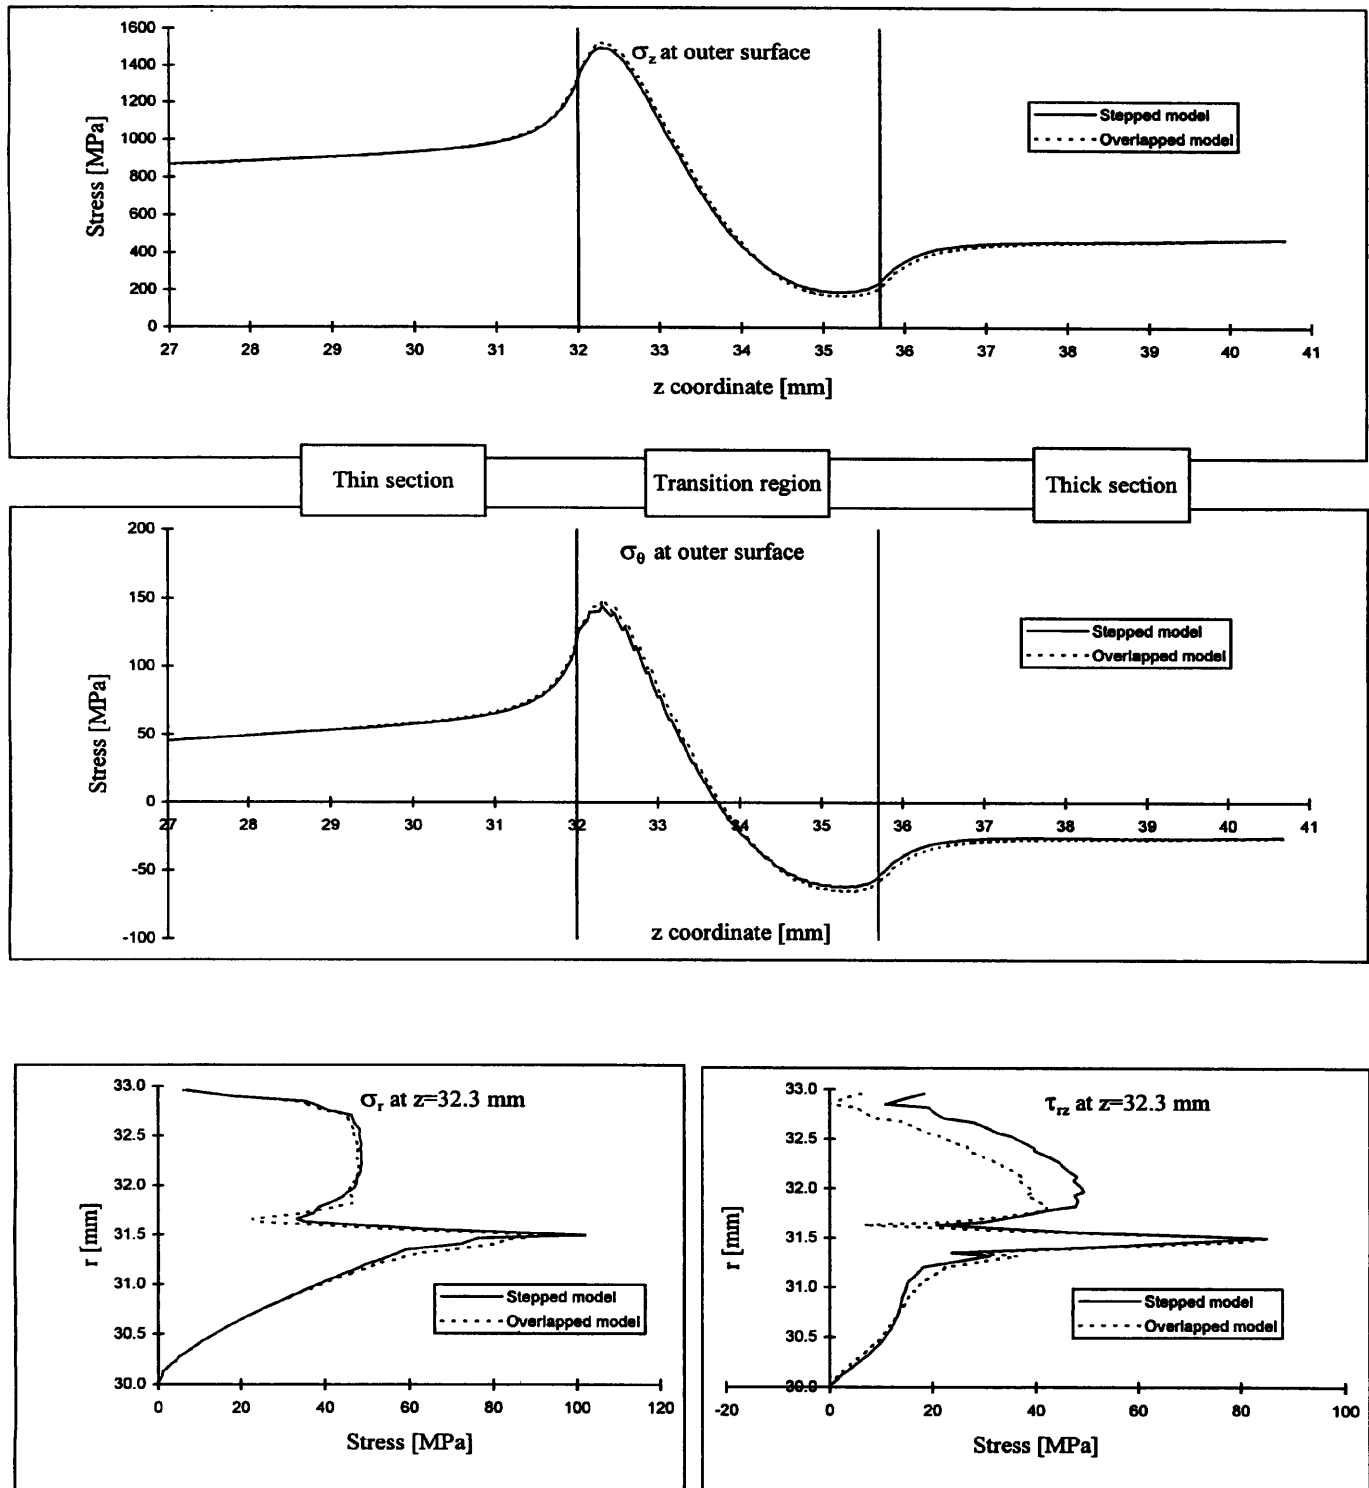 1600
1400
1200
1000
800
600
400
200
0
Stress [MPa]
σz at outer surface
Stepped model
Overlapped model
27 28 29 30 31 32 33 34 35 36 37 38 39 40 41
z coordinate [mm]
Thin section
Transition region
Thick section
200
150
100
50
0
-50
-100
Stress [MPa]
σθ at outer surface
Stepped model
Overlapped model
27 28 29 30 31 32 33 34 35 36 37 38 39 40 41
z coordinate [mm]
33.0
32.5
32.0
31.5
31.0
30.5
30.0
r [mm]
σr at z=32.3 mm
Stepped model
Overlapped model
0 20 40 60 80 100 120
Stress [MPa]
33.0
32.5
32.0
31.5
31.0
30.5
30.0
r [mm]
τrz at z=32.3 mm
Stepped model
Overlapped model
-20 0 20 40 60 80 100
Stress [MPa]